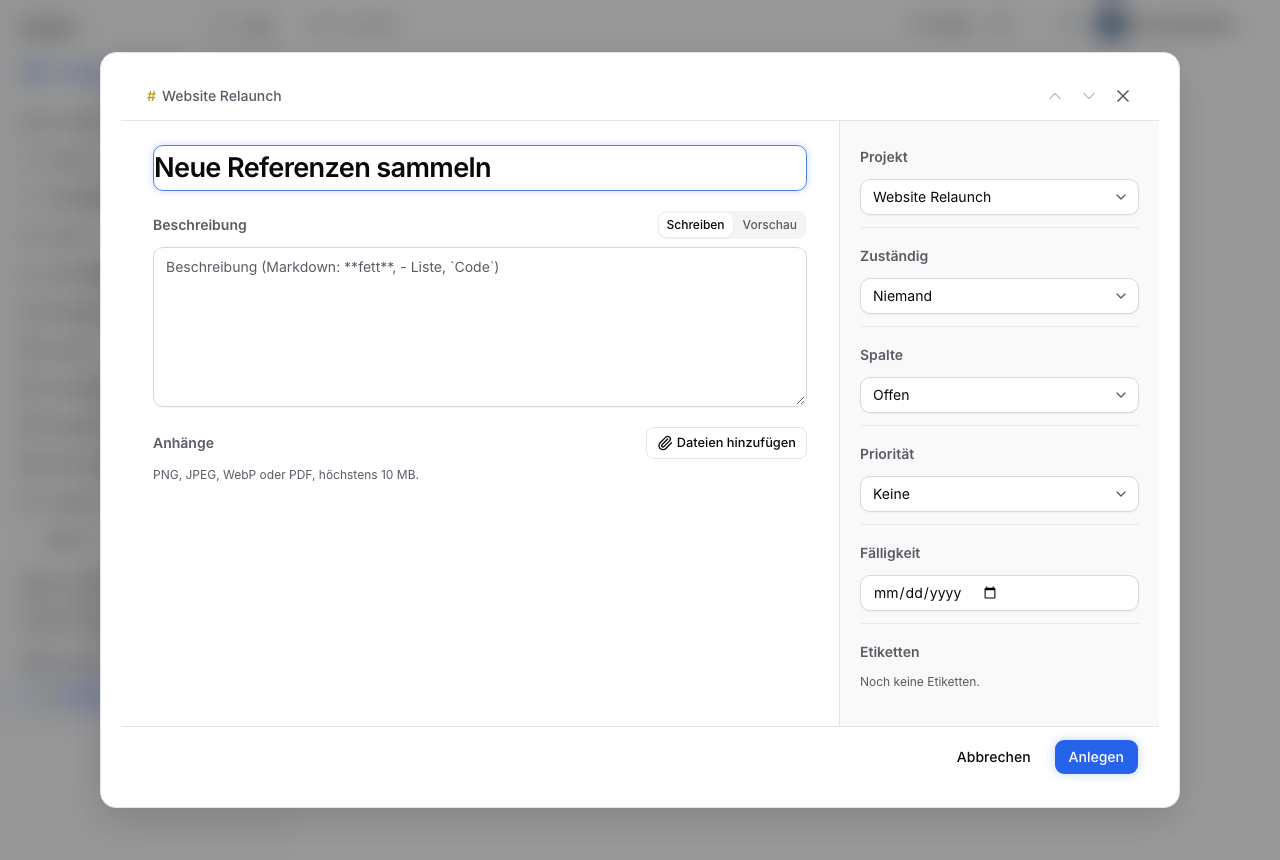 # Website Relaunch
Neue Referenzen sammeln
Beschreibung
Schreiben Vorschau
Beschreibung (Markdown: **fett**, - Liste, `Code`)
Anhänge
Dateien hinzufügen
PNG, JPEG, WebP oder PDF, höchstens 10 MB.
Projekt
Website Relaunch
Zuständig
Niemand
Spalte
Offen
Priorität
Keine
Fälligkeit
mm/dd/yyyy
Etiketten
Noch keine Etiketten.
Abbrechen
Anlegen